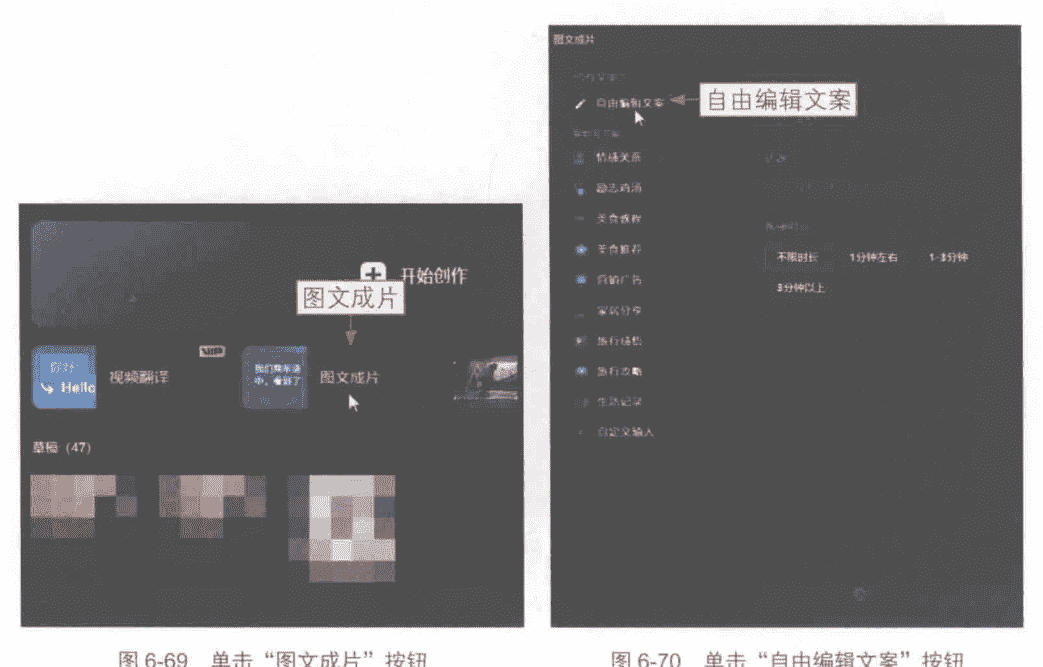 开始创作
图文成片
VIP
你好
Hello
视频翻译
图文成片
草稿（47）
图6-69 单击“图文成片”按钮
图文成片
自由编辑文案
自由编辑文案
情感关系
励志鸡汤
美食教程
美食推荐
营销广告
家居分享
旅行感悟
旅行攻略
生活记录
自定义输入
不限时长 1分钟左右 1-3分钟
3分钟以上
图6-70 单击“自由编辑文案”按钮